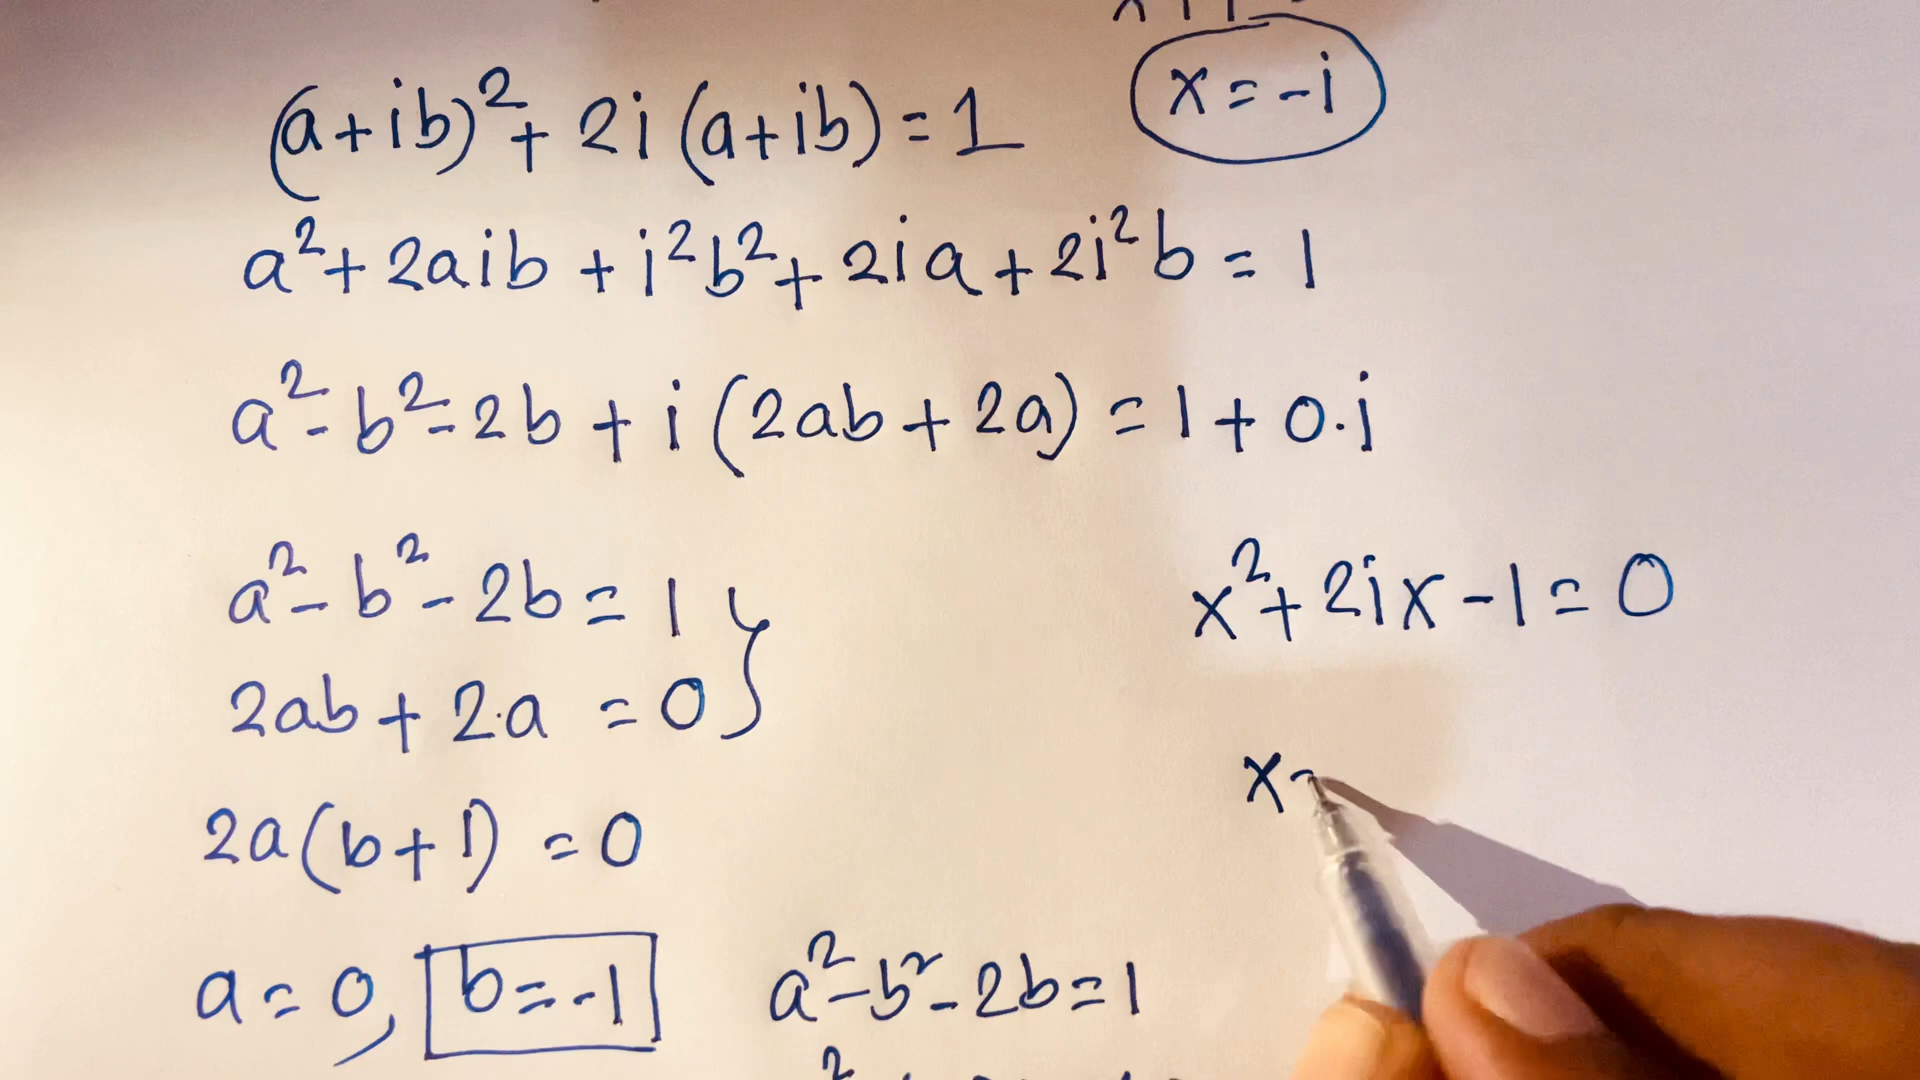 x = -i
(a+ib)² + 2i(a+ib) = 1
a² + 2aib + i²b² + 2ia + 2i²b = 1
a² - b² - 2b + i(2ab + 2a) = 1 + 0.i
a² - b² - 2b = 1
2ab + 2.a = 0
2a(b+1) = 0
a = 0, b = -1
a² - b² - 2b = 1
x² + 2ix - 1 = 0
x =